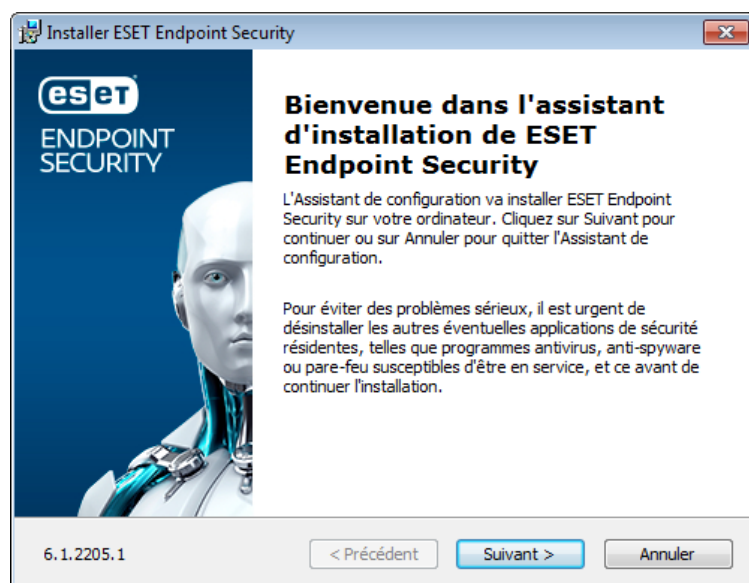 Installer ESET Endpoint Security
eset
ENDPOINT
SECURITY
Bienvenue dans l'assistant
d'installation de ESET
Endpoint Security
L'Assistant de configuration va installer ESET Endpoint
Security sur votre ordinateur. Cliquez sur Suivant pour
continuer ou sur Annuler pour quitter l'Assistant de
configuration.
Pour éviter des problèmes sérieux, il est urgent de
désinstaller les autres éventuelles applications de sécurité
résidentes, telles que programmes antivirus, anti-spyware
ou pare-feu susceptibles d'être en service, et ce avant de
continuer l'installation.
6.1.2205.1
< Précédent
Suivant >
Annuler